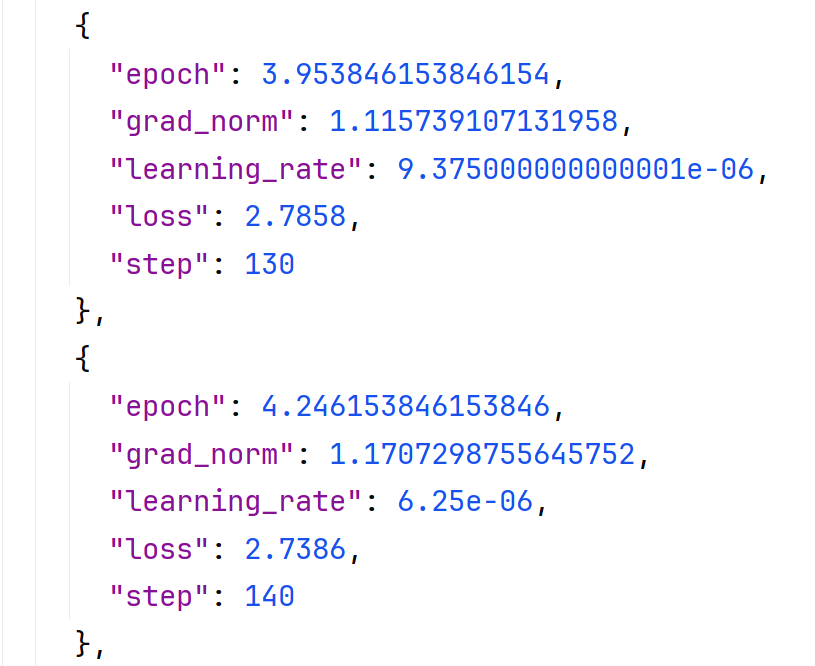 {
"epoch": 3.953846153846154,
"grad_norm": 1.115739107131958,
"learning_rate": 9.375000000000001e-06,
"loss": 2.7858,
"step": 130
},
{
"epoch": 4.246153846153846,
"grad_norm": 1.1707298755645752,
"learning_rate": 6.25e-06,
"loss": 2.7386,
"step": 140
},